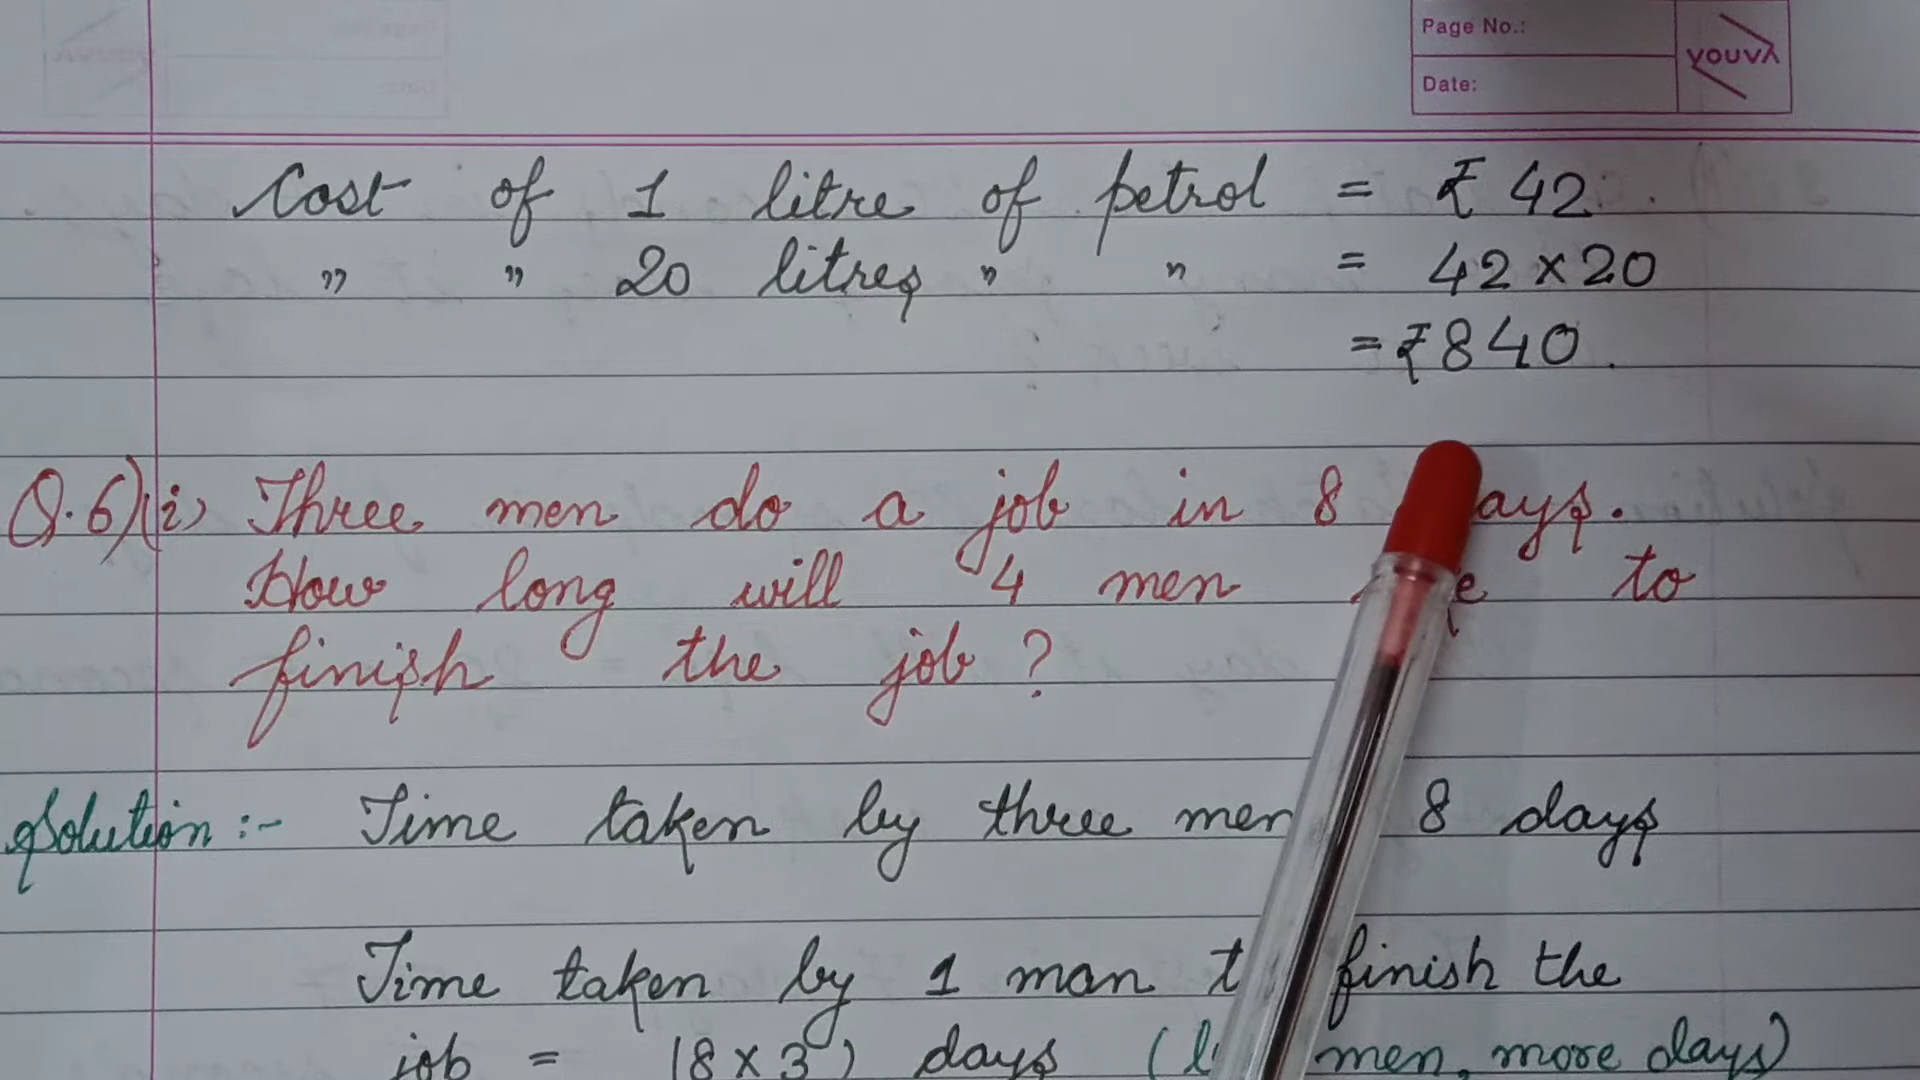 Page No.:
Date:
YOUVA
Cost of 1 litre of petrol = ₹ 42.
" " 20 litres " " = 42 x 20
= ₹840.
Q.6)(i) Three men do a job in 8 days.
How long will 4 men to
finish the job?
Solution:- Time taken by three men 8 days
Time taken by 1 man finish the
job = (8 x 3) days ( men, more days)